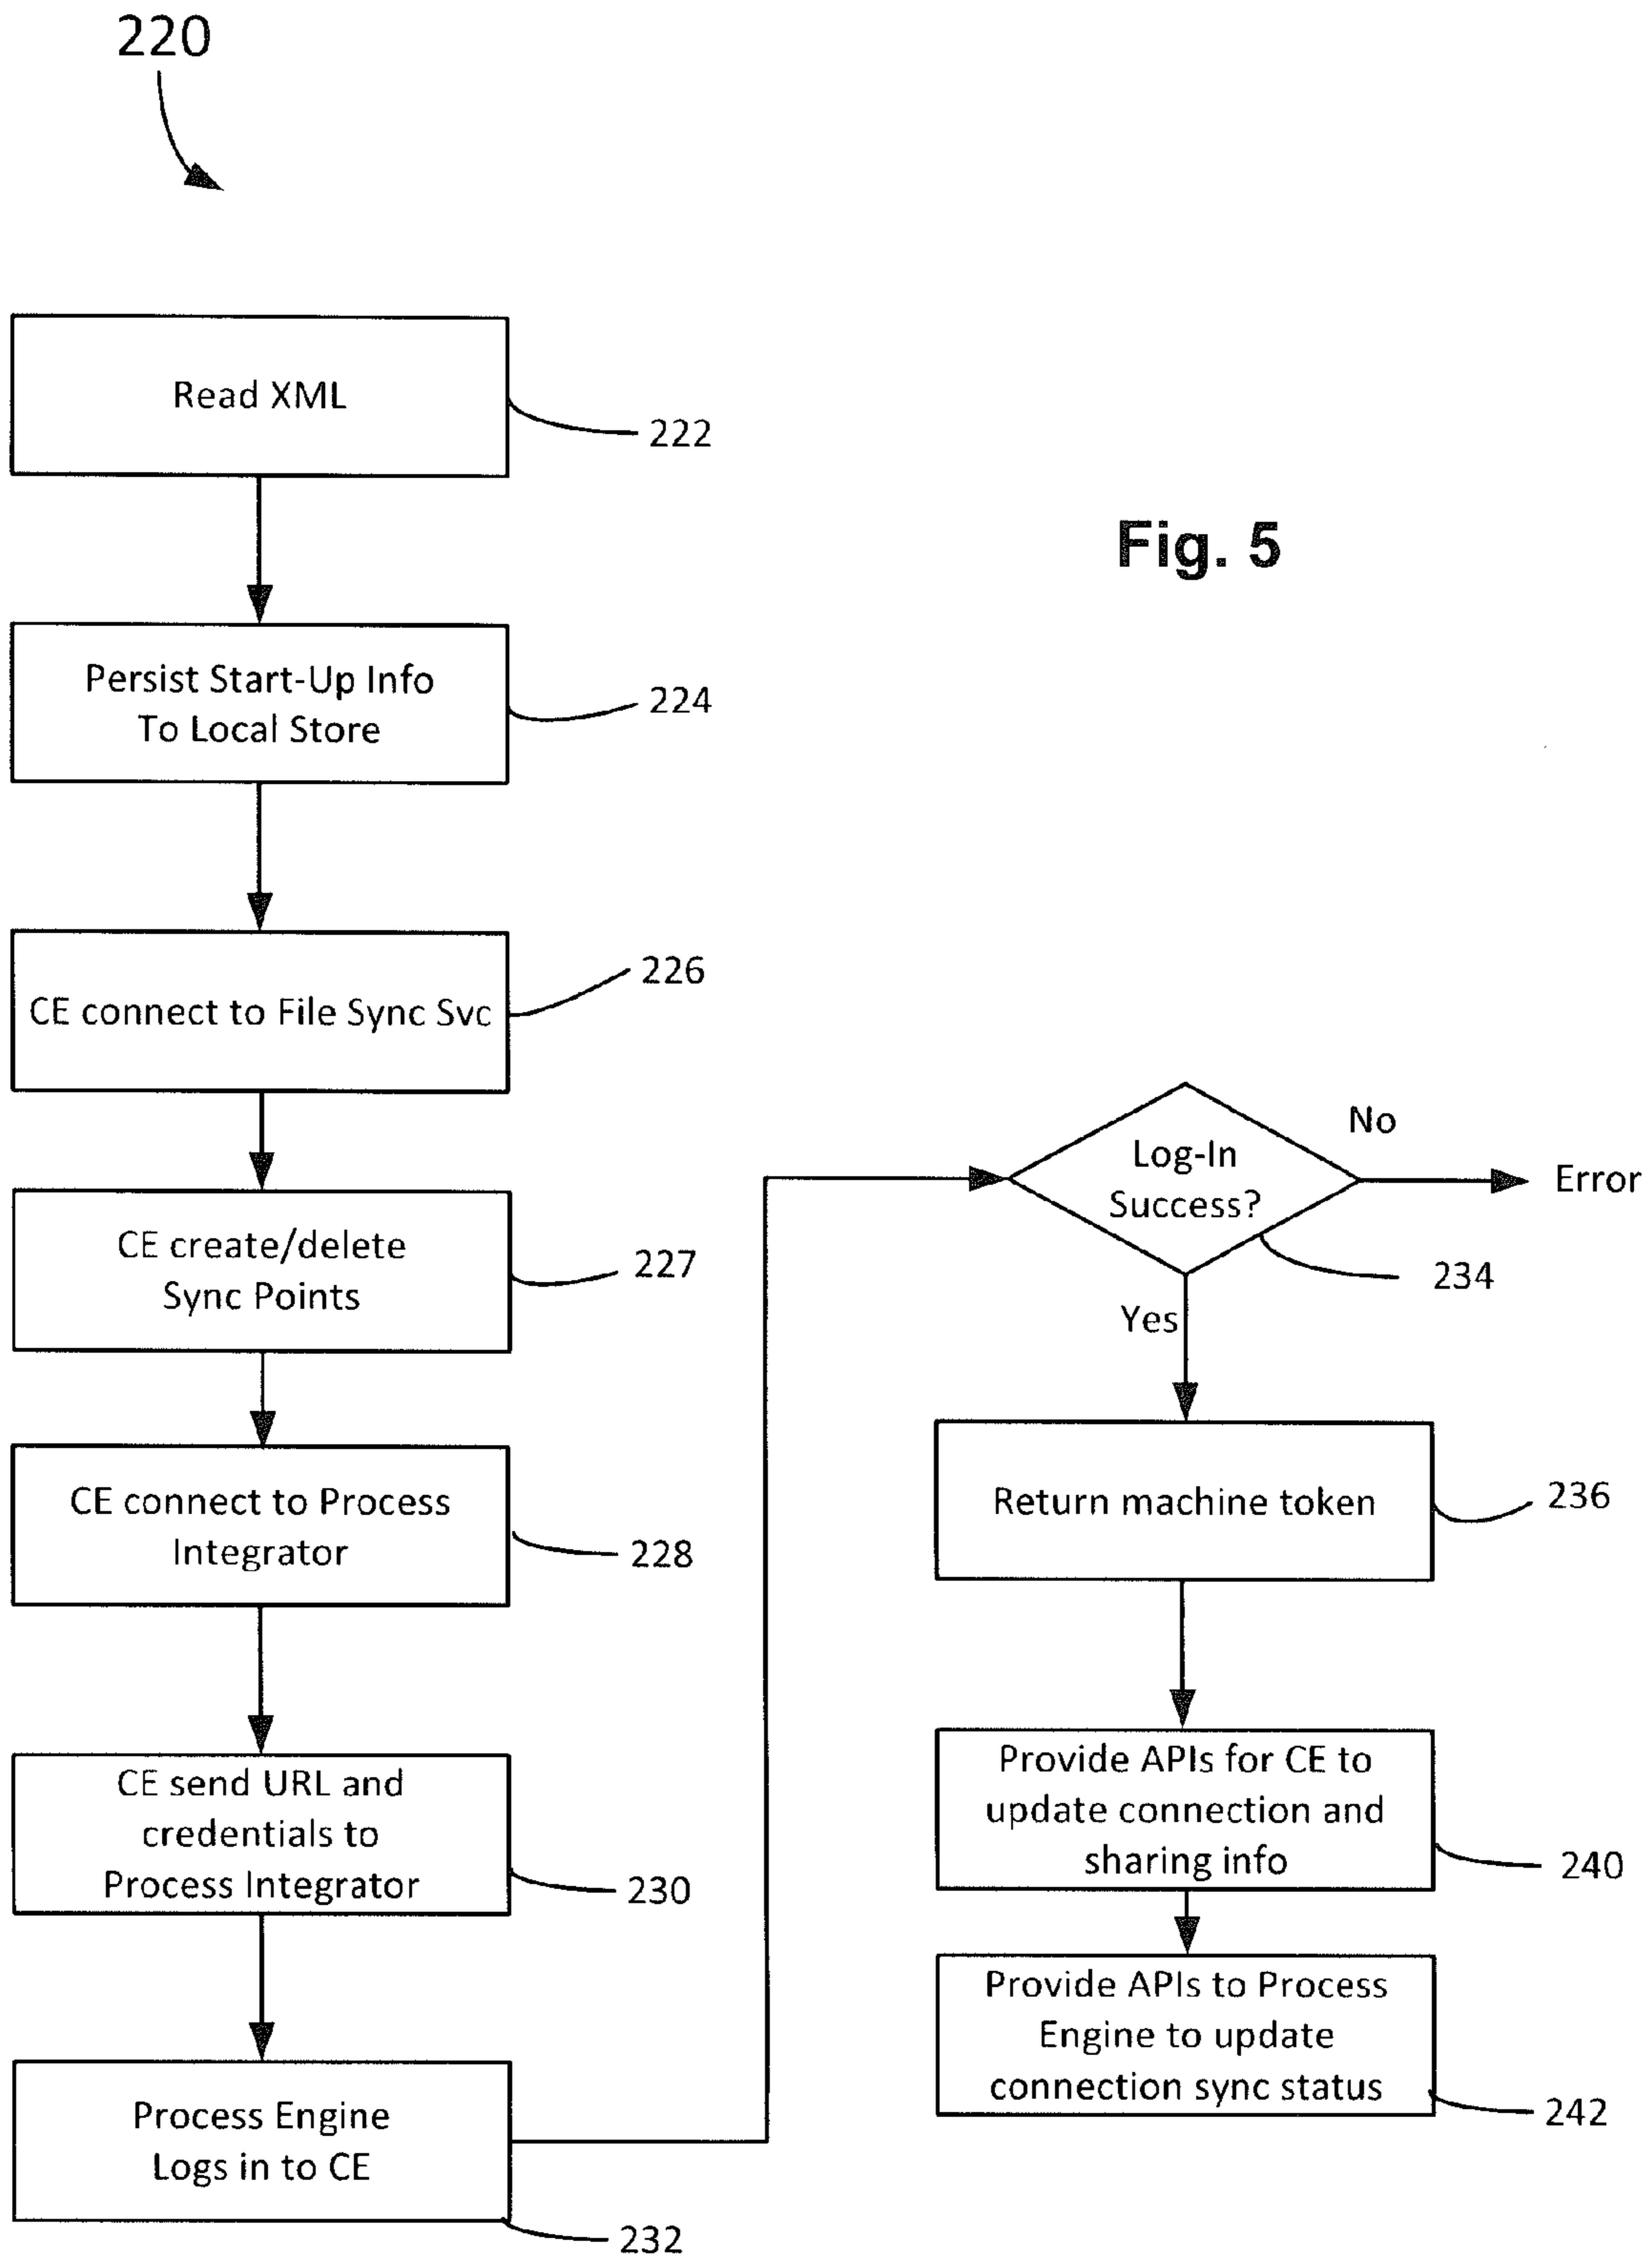 220
Read XML
222
Fig. 5
Persist Start-Up Info
To Local Store
224
CE connect to File Sync Svc
226
CE create/delete
Sync Points
227
CE connect to Process
Integrator
228
CE send URL and
credentials to
Process Integrator
230
Process Engine
Logs in to CE
232
Log-In
Success?
234
No
Error
Yes
Return machine token
236
Provide APIs for CE to
update connection and
sharing info
240
Provide APIs to Process
Engine to update
connection sync status
242